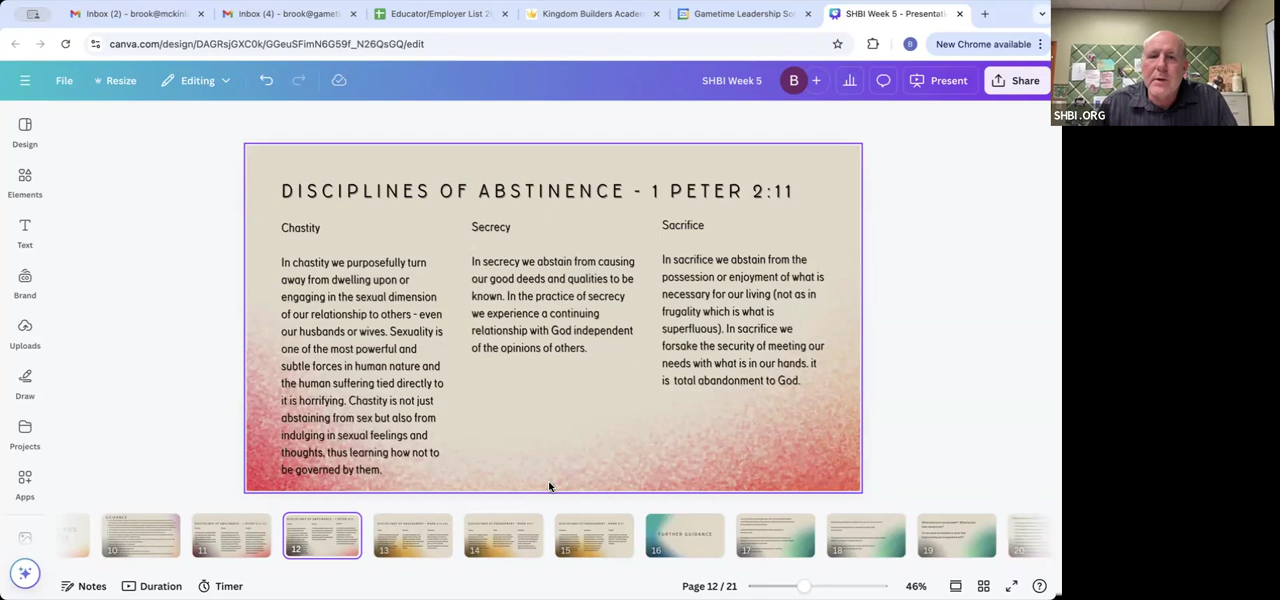 Inbox (2) - brook@mckin
Inbox (4) - brook@gamet
Educator/Employer List 2
Kingdom Builders Acaden
Gametime Leadership So
SHBI Week 5 - Presentati
canva.com/design/DAGRsjGXC0k/GGeuSFimN6G59f_N26QsGQ/edit
B
New Chrome available
File
Resize
Editing
SHBI Week 5
B
Present
Share
SHBI.ORG
Design
Elements
Text
Brand
Uploads
Draw
Projects
Apps
DISCIPLINES OF ABSTINENCE - 1 PETER 2:11
Chastity
In chastity we purposefully turn
away from dwelling upon or
engaging in the sexual dimension
of our relationship to others - even
our husbands or wives. Sexuality is
one of the most powerful and
subtle forces in human nature and
the human suffering tied directly to
it is horrifying. Chastity is not just
abstaining from sex but also from
indulging in sexual feelings and
thoughts, thus learning how not to
be governed by them.
Secrecy
In secrecy we abstain from causing
our good deeds and qualities to be
known. In the practice of secrecy
we experience a continuing
relationship with God independent
of the opinions of others.
Sacrifice
In sacrifice we abstain from the
possession or enjoyment of what is
necessary for our living (not as in
frugality which is what is
superfluous). In sacrifice we
forsake the security of meeting our
needs with what is in our hands. it
is total abandonment to God.
10
11
12
13
14
15
FURTHER GUIDANCE
16
17
18
19
20
Notes
Duration
Timer
Page 12 / 21
46%